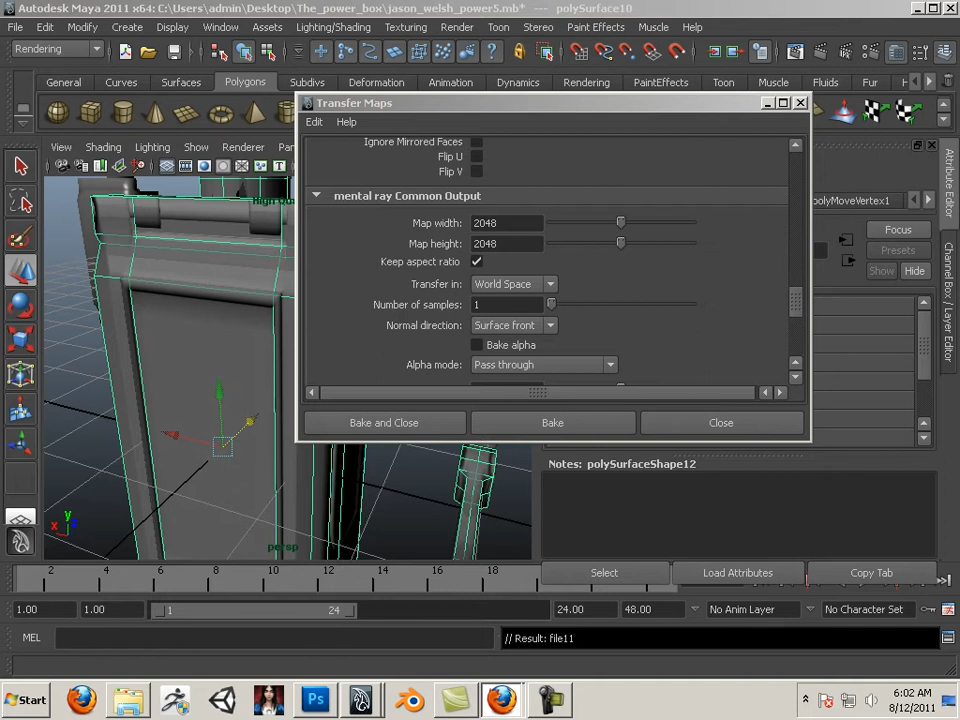 Autodesk Maya 2011 x64: C:\Users\admin\Desktop\The_power_box\jason_welsh_power5.mb* --- polySurface10
File Edit Modify Create Display Window Assets Lighting/Shading Texturing Render Toon Stereo Paint Effects Muscle Help
Rendering
General Curves Surfaces Polygons Subdivs Deformation Animation Dynamics Rendering PaintEffects Toon Muscle Fluids Fur
Transfer Maps
Edit Help
View Shading Lighting Show Renderer
Ignore Mirrored Faces
Flip U
Flip V
mental ray Common Output
Map width: 2048
Map height: 2048
Keep aspect ratio
Transfer in: World Space
Number of samples: 1
Normal direction: Surface front
Bake alpha
Alpha mode: Pass through
Bake and Close Bake Close
polyMoveVertex1
Focus
Presets
Show Hide
Attribute Editor
Channel Box / Layer Editor
Notes: polySurfaceShape12
Select Load Attributes Copy Tab
persp
y
x
z
2 4 6 8 10 12 14 16 18
1.00 1.00 1 24 24.00 48.00 No Anim Layer No Character Set
MEL // Result: file11
Start Ps
6:02 AM
8/12/2011